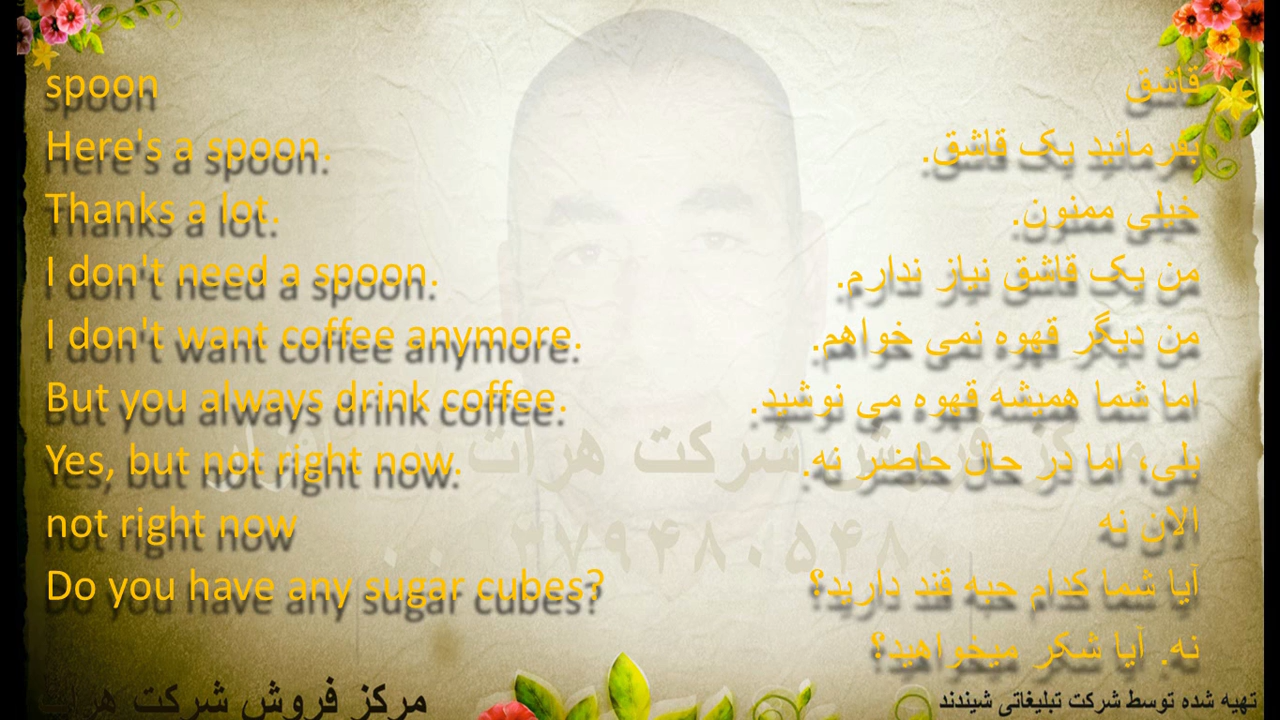 spoon
قاشق
Here's a spoon.
بفرمائید یک قاشق.
Thanks a lot.
خیلی ممنون.
I don't need a spoon.
من یک قاشق نیاز ندارم.
I don't want coffee anymore.
من دیگر قهوه نمی خواهم.
But you always drink coffee.
اما شما همیشه قهوه می نوشید.
مرکز فروش شرکت هرات
Yes, but not right now.
بلی؛ اما در حال حاضر نه.
not right now
الان نه
Do you have any sugar cubes?
آیا شما کدام حبه قند دارید؟
نه. آیا شکر میخواهید؟
مرکز فروش شرکت هرات
تهیه شده توسط شرکت تبلیغاتی شیندند